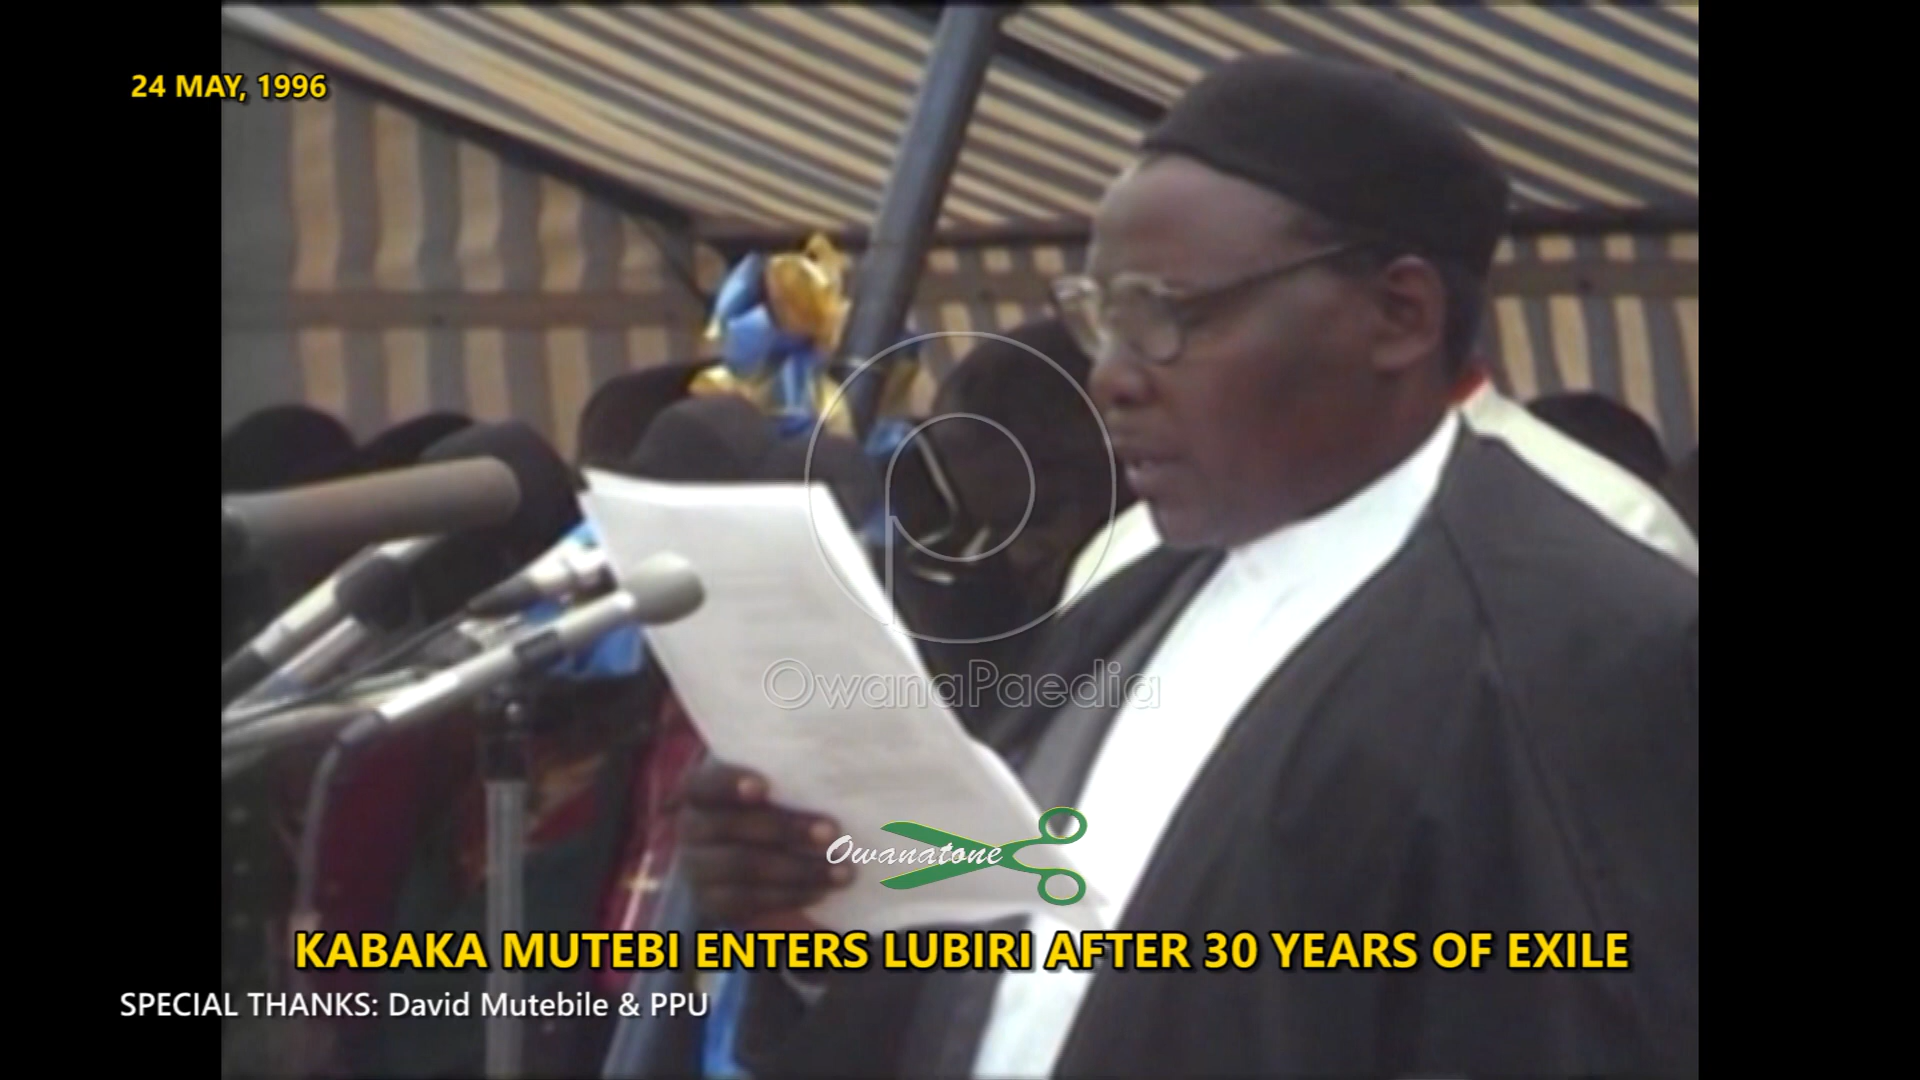 24 MAY, 1996
OwanaPaedia
Owanatone
KABAKA MUTEBI ENTERS LUBIRI AFTER 30 YEARS OF EXILE
SPECIAL THANKS: David Mutebile & PPU